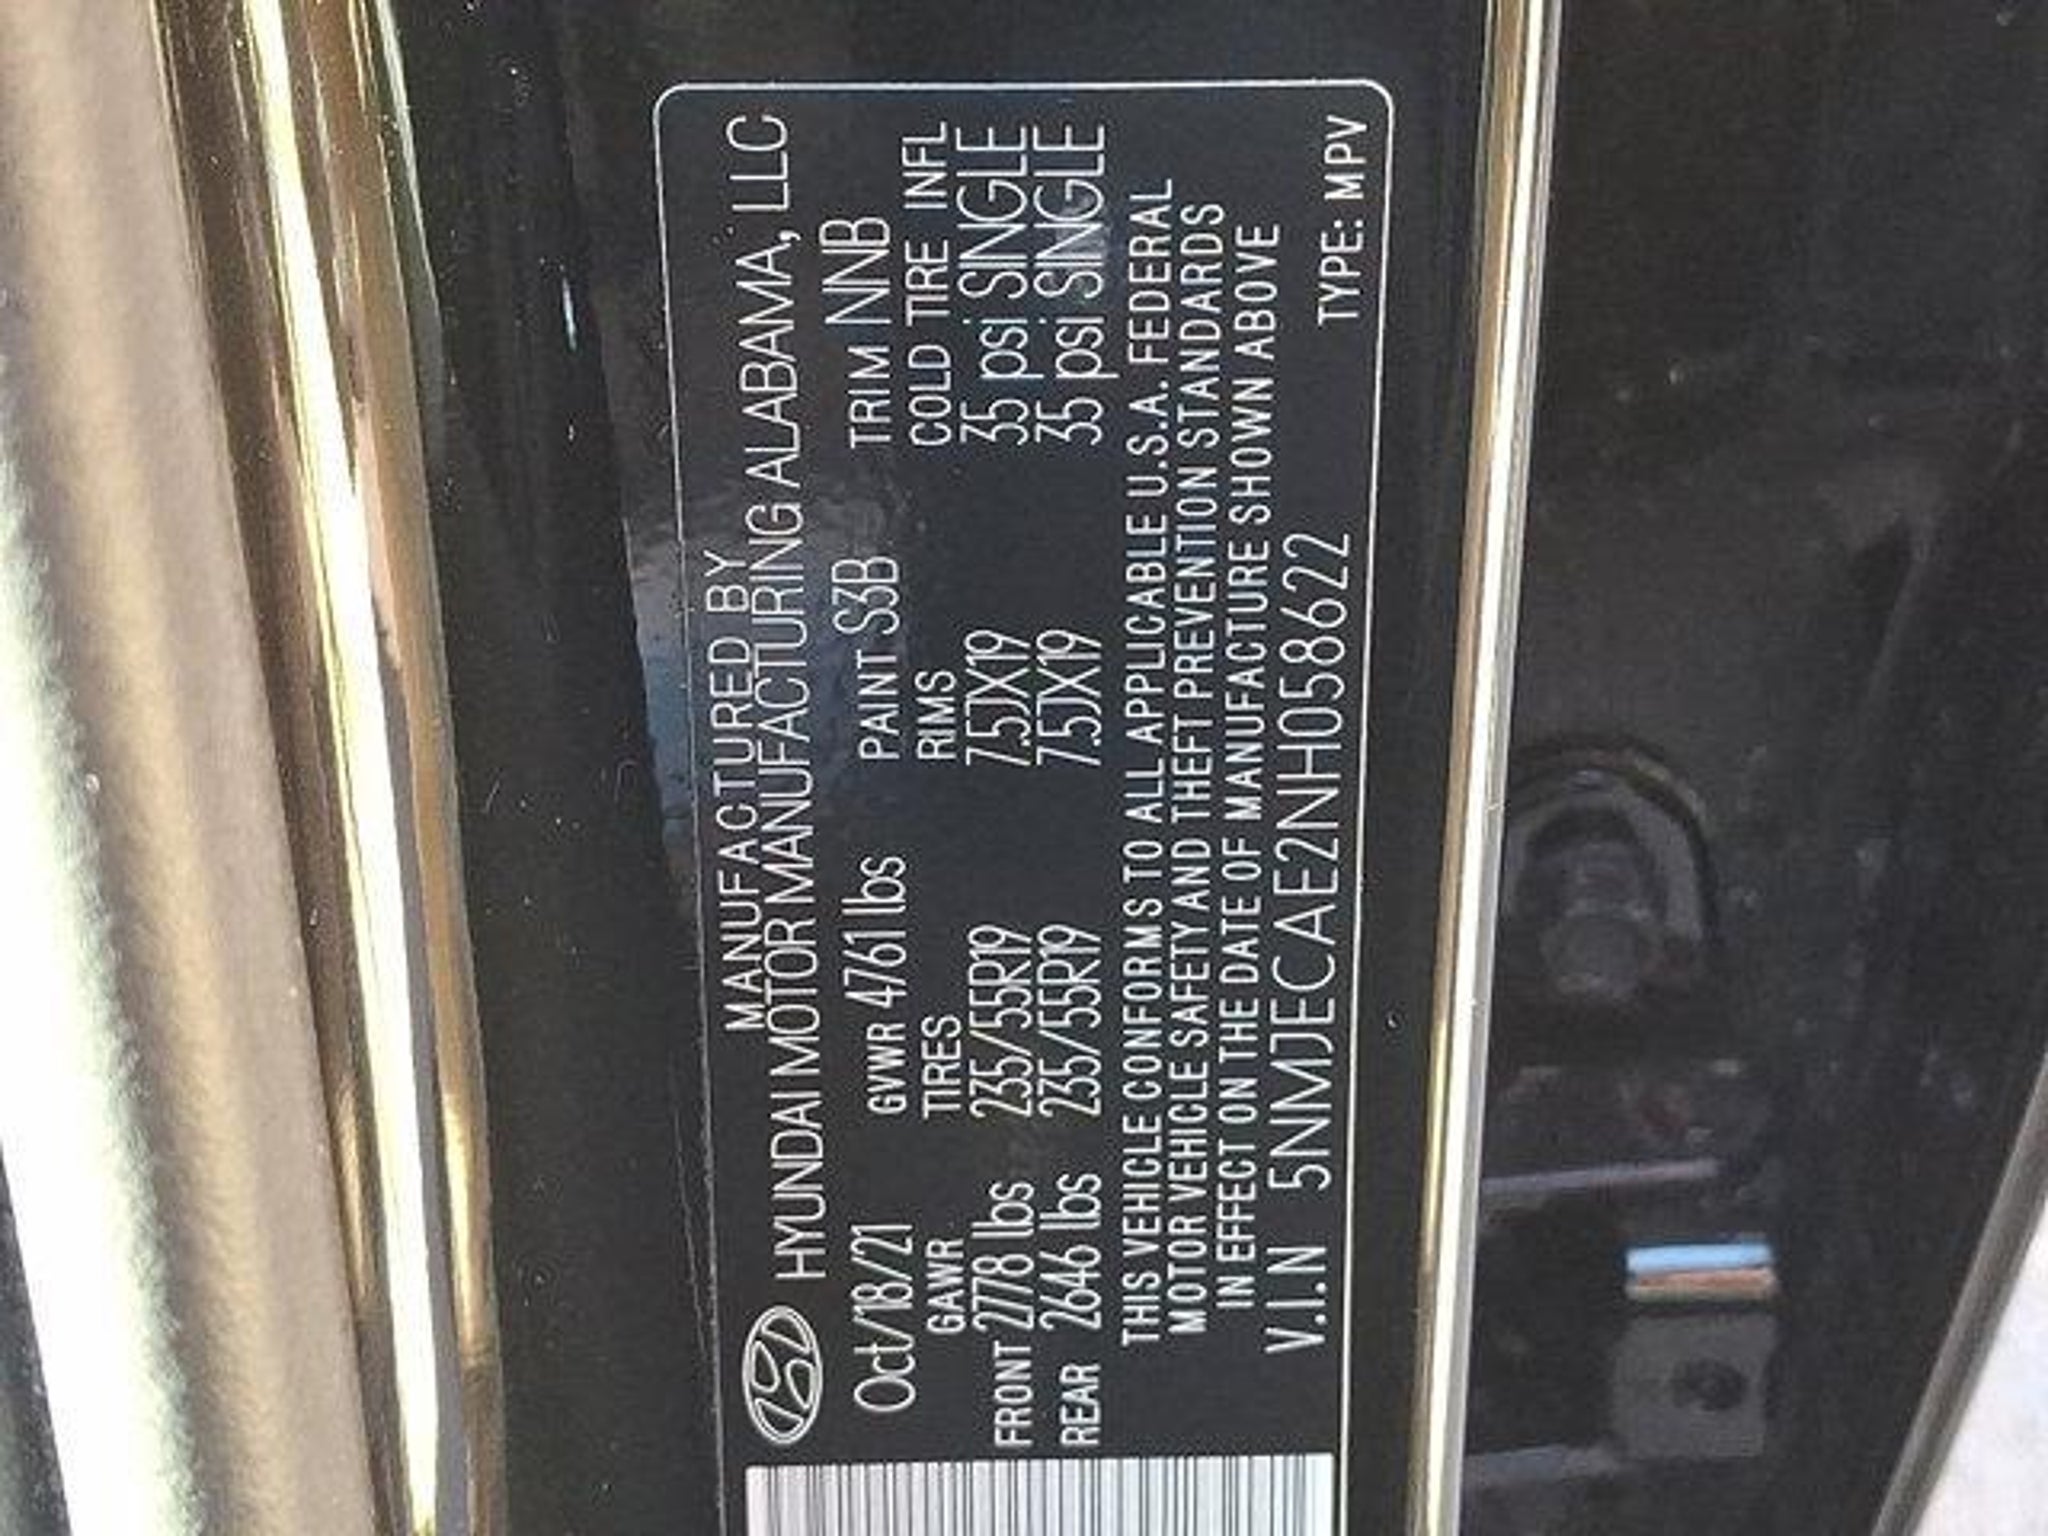 MANUFACTURED BY
HYUNDAI MOTOR MANUFACTURING ALABAMA, LLC
Oct/18/21 GVWR 4761 lbs PAINT S3B TRIM NNB
GAWR TIRES RIMS COLD TIRE INFL
FRONT 2778 lbs 235/55R19 7.5JX19 35 psi SINGLE
REAR 2646 lbs 235/55R19 7.5JX19 35 psi SINGLE
THIS VEHICLE CONFORMS TO ALL APPLICABLE U.S.A. FEDERAL
MOTOR VEHICLE SAFETY AND THEFT PREVENTION STANDARDS
IN EFFECT ON THE DATE OF MANUFACTURE SHOWN ABOVE
V.I.N 5NMJECAE2NH058622 TYPE: MPV